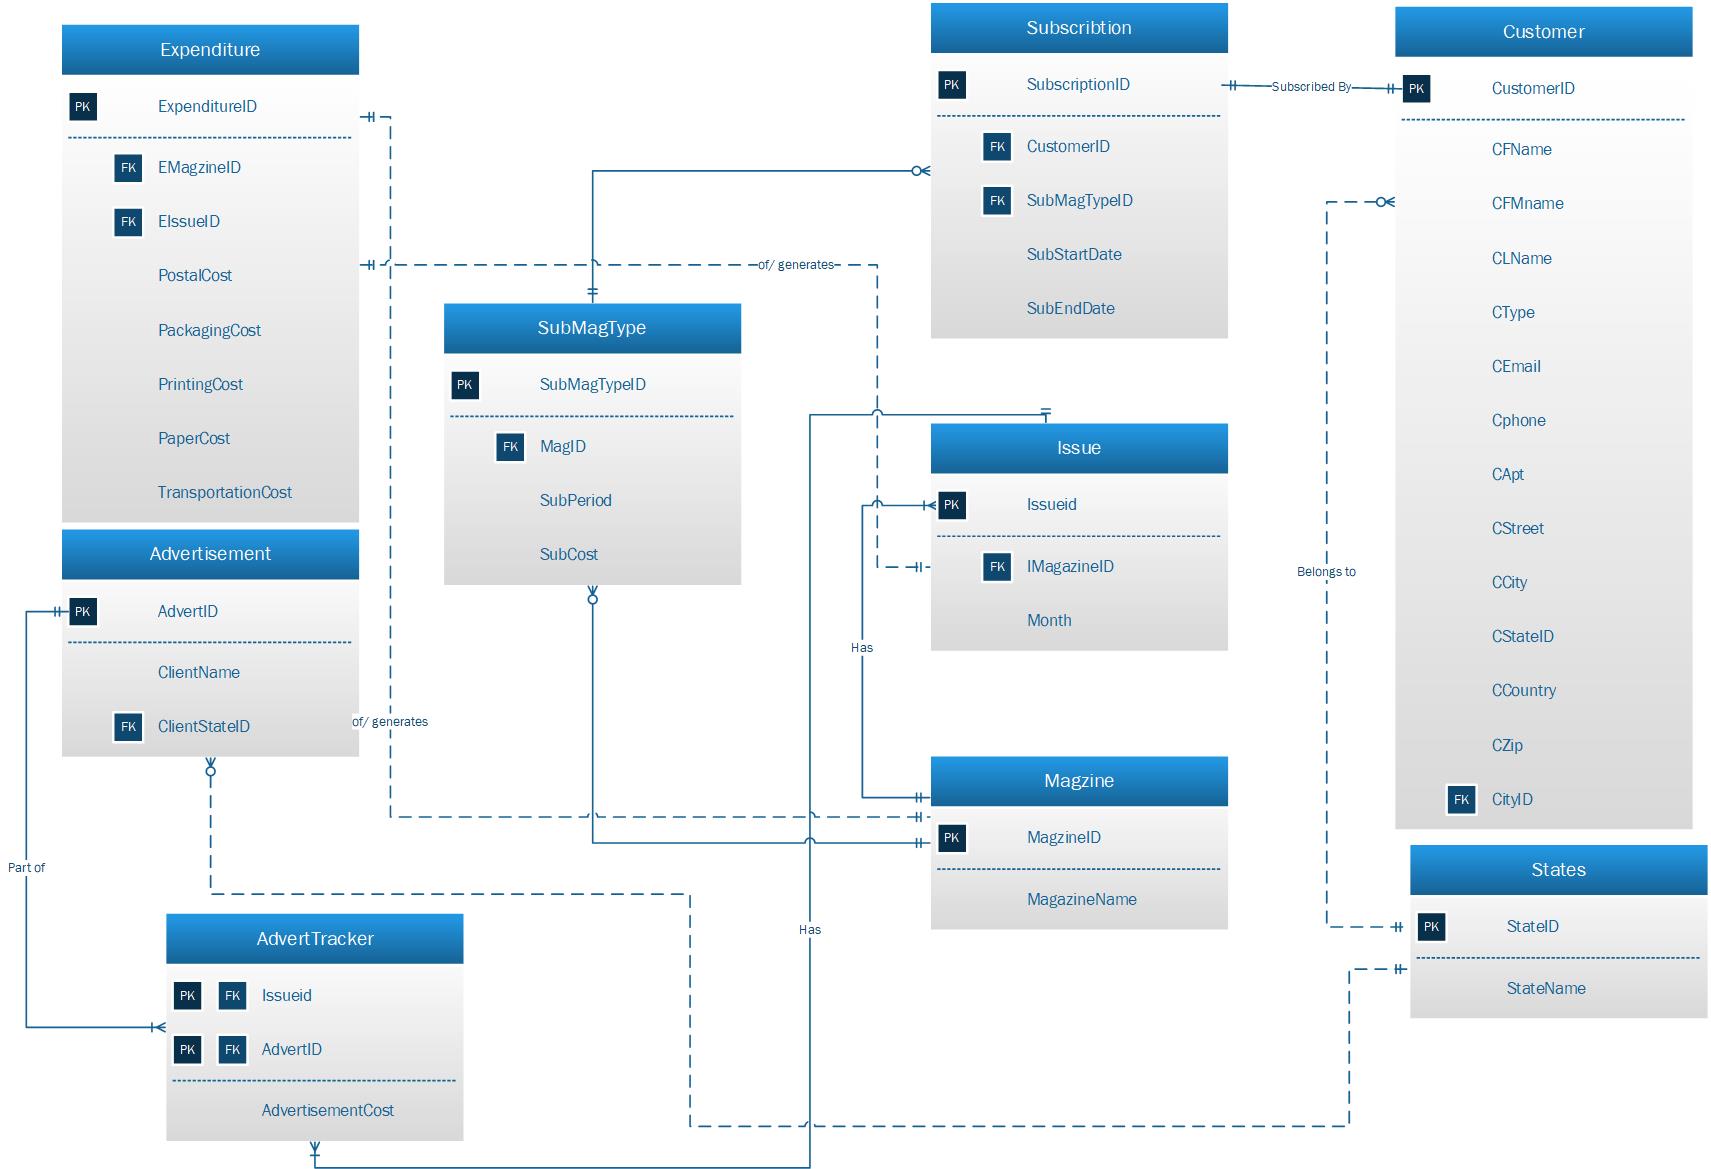 Expenditure
PK ExpenditureID
FK EMagzineID
FK EIssueID
PostalCost
PackagingCost
PrintingCost
PaperCost
TransportationCost
Advertisement
PK AdvertID
ClientName
FK ClientStateID
AdvertTracker
PK FK Issueid
PK FK AdvertID
AdvertisementCost
SubMagType
PK SubMagTypeID
FK MagID
SubPeriod
SubCost
Subscribtion
PK SubscriptionID
FK CustomerID
FK SubMagTypeID
SubStartDate
SubEndDate
Issue
PK Issueid
FK IMagazineID
Month
Magzine
PK MagzineID
MagazineName
Customer
PK CustomerID
CFName
CFMname
CLName
CType
CEmail
Cphone
CApt
CStreet
CCity
CStateID
CCountry
CZip
FK CityID
States
PK StateID
StateName
Subscribed By
of/ generates
Belongs to
Has
of/ generates
Part of
Has